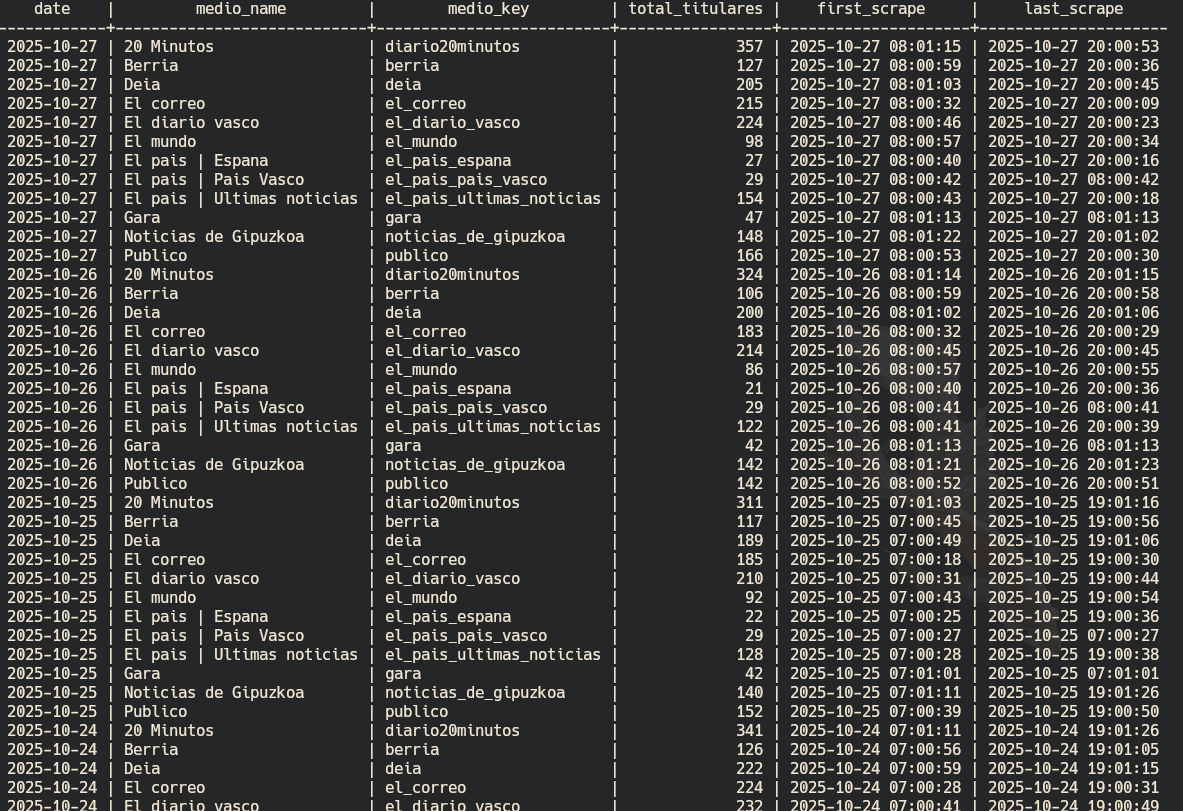 date | medio_name | medio_key | total_titulares | first_scrape | last_scrape
------------+----------------------------+--------------------------+-----------------+---------------------+---------------------
2025-10-27 | 20 Minutos | diario20minutos | 357 | 2025-10-27 08:01:15 | 2025-10-27 20:00:53
2025-10-27 | Berria | berria | 127 | 2025-10-27 08:00:59 | 2025-10-27 20:00:36
2025-10-27 | Deia | deia | 205 | 2025-10-27 08:01:03 | 2025-10-27 20:00:45
2025-10-27 | El correo | el_correo | 215 | 2025-10-27 08:00:32 | 2025-10-27 20:00:09
2025-10-27 | El diario vasco | el_diario_vasco | 224 | 2025-10-27 08:00:46 | 2025-10-27 20:00:23
2025-10-27 | El mundo | el_mundo | 98 | 2025-10-27 08:00:57 | 2025-10-27 20:00:34
2025-10-27 | El pais | Espana | el_pais_espana | 27 | 2025-10-27 08:00:40 | 2025-10-27 20:00:16
2025-10-27 | El pais | Pais Vasco | el_pais_pais_vasco | 29 | 2025-10-27 08:00:42 | 2025-10-27 08:00:42
2025-10-27 | El pais | Ultimas noticias | el_pais_ultimas_noticias | 154 | 2025-10-27 08:00:43 | 2025-10-27 20:00:18
2025-10-27 | Gara | gara | 47 | 2025-10-27 08:01:13 | 2025-10-27 08:01:13
2025-10-27 | Noticias de Gipuzkoa | noticias_de_gipuzkoa | 148 | 2025-10-27 08:01:22 | 2025-10-27 20:01:02
2025-10-27 | Publico | publico | 166 | 2025-10-27 08:00:53 | 2025-10-27 20:00:30
2025-10-26 | 20 Minutos | diario20minutos | 324 | 2025-10-26 08:01:14 | 2025-10-26 20:01:15
2025-10-26 | Berria | berria | 106 | 2025-10-26 08:00:59 | 2025-10-26 20:00:58
2025-10-26 | Deia | deia | 200 | 2025-10-26 08:01:02 | 2025-10-26 20:01:06
2025-10-26 | El correo | el_correo | 183 | 2025-10-26 08:00:32 | 2025-10-26 20:00:29
2025-10-26 | El diario vasco | el_diario_vasco | 214 | 2025-10-26 08:00:45 | 2025-10-26 20:00:45
2025-10-26 | El mundo | el_mundo | 86 | 2025-10-26 08:00:57 | 2025-10-26 20:00:55
2025-10-26 | El pais | Espana | el_pais_espana | 21 | 2025-10-26 08:00:40 | 2025-10-26 20:00:36
2025-10-26 | El pais | Pais Vasco | el_pais_pais_vasco | 29 | 2025-10-26 08:00:41 | 2025-10-26 08:00:41
2025-10-26 | El pais | Ultimas noticias | el_pais_ultimas_noticias | 122 | 2025-10-26 08:00:41 | 2025-10-26 20:00:39
2025-10-26 | Gara | gara | 42 | 2025-10-26 08:01:13 | 2025-10-26 08:01:13
2025-10-26 | Noticias de Gipuzkoa | noticias_de_gipuzkoa | 142 | 2025-10-26 08:01:21 | 2025-10-26 20:01:23
2025-10-26 | Publico | publico | 142 | 2025-10-26 08:00:52 | 2025-10-26 20:00:51
2025-10-25 | 20 Minutos | diario20minutos | 311 | 2025-10-25 07:01:03 | 2025-10-25 19:01:16
2025-10-25 | Berria | berria | 117 | 2025-10-25 07:00:45 | 2025-10-25 19:00:56
2025-10-25 | Deia | deia | 189 | 2025-10-25 07:00:49 | 2025-10-25 19:01:06
2025-10-25 | El correo | el_correo | 185 | 2025-10-25 07:00:18 | 2025-10-25 19:00:30
2025-10-25 | El diario vasco | el_diario_vasco | 210 | 2025-10-25 07:00:31 | 2025-10-25 19:00:44
2025-10-25 | El mundo | el_mundo | 92 | 2025-10-25 07:00:43 | 2025-10-25 19:00:54
2025-10-25 | El pais | Espana | el_pais_espana | 22 | 2025-10-25 07:00:25 | 2025-10-25 19:00:36
2025-10-25 | El pais | Pais Vasco | el_pais_pais_vasco | 29 | 2025-10-25 07:00:27 | 2025-10-25 07:00:27
2025-10-25 | El pais | Ultimas noticias | el_pais_ultimas_noticias | 128 | 2025-10-25 07:00:28 | 2025-10-25 19:00:38
2025-10-25 | Gara | gara | 42 | 2025-10-25 07:01:01 | 2025-10-25 07:01:01
2025-10-25 | Noticias de Gipuzkoa | noticias_de_gipuzkoa | 140 | 2025-10-25 07:01:11 | 2025-10-25 19:01:26
2025-10-25 | Publico | publico | 152 | 2025-10-25 07:00:39 | 2025-10-25 19:00:50
2025-10-24 | 20 Minutos | diario20minutos | 341 | 2025-10-24 07:01:11 | 2025-10-24 19:01:26
2025-10-24 | Berria | berria | 126 | 2025-10-24 07:00:56 | 2025-10-24 19:01:05
2025-10-24 | Deia | deia | 222 | 2025-10-24 07:00:59 | 2025-10-24 19:01:15
2025-10-24 | El correo | el_correo | 224 | 2025-10-24 07:00:28 | 2025-10-24 19:00:31
2025-10-24 | El diario vasco | el_diario_vasco | 232 | 2025-10-24 07:00:41 | 2025-10-24 19:00:49